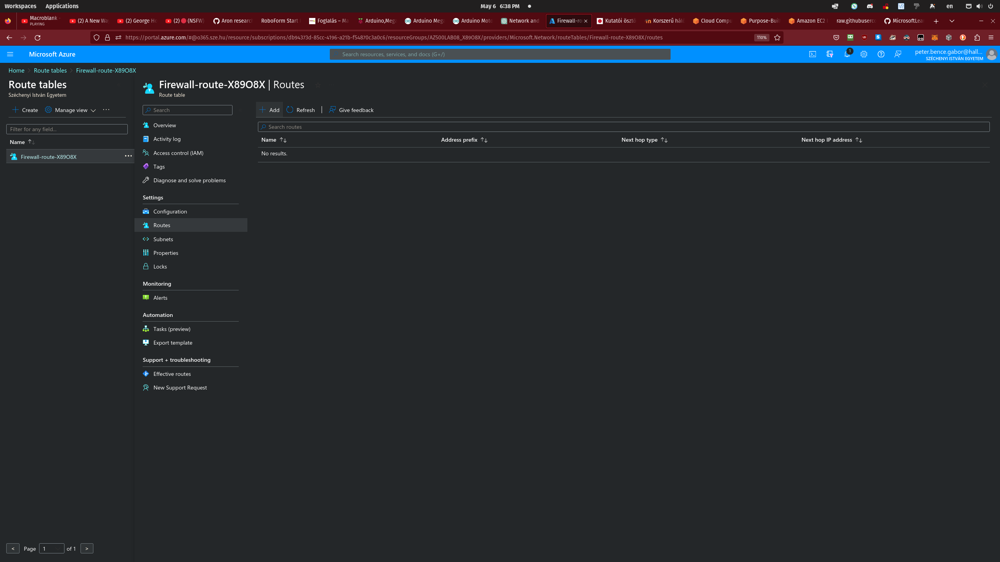 Workspaces Applications May 6 6:38 PM en
Macroblank -
PLAYING
(2) A New Wa
(2) George Ho
(2) 🔴 (NSFW)
Aron research
RoboForm Start
Foglalás – Ma
Arduino,Mega
Arduino Mega
Arduino Moto
Network and
Firewall-ro
Kutatói ösztö
Korszerű háló
Cloud Compu
Purpose-Buil
Amazon EC2
raw.githubuserco
MicrosoftLear
https://portal.azure.com/#@o365.sze.hu/resource/subscriptions/db94373d-85cc-4196-a21b-f54870c3a0c6/resourceGroups/AZ500LAB08_X89O8X/providers/Microsoft.Network/routeTables/Firewall-route-X89O8X/routes 110%
Microsoft Azure
Search resources, services, and docs (G+/)
1
peter.bence.gabor@hall...
SZÉCHENYI ISTVÁN EGYETEM
Home > Route tables > Firewall-route-X89O8X
Route tables
Széchenyi István Egyetem
Create Manage view ...
Filter for any field...
Name
Firewall-route-X89O8X ...
< Page 1 of 1 >
Firewall-route-X89O8X | Routes
Route table
Search
Overview
Activity log
Access control (IAM)
Tags
Diagnose and solve problems
Settings
Configuration
Routes
Subnets
Properties
Locks
Monitoring
Alerts
Automation
Tasks (preview)
Export template
Support + troubleshooting
Effective routes
New Support Request
Add Refresh Give feedback
Search routes
Name Address prefix Next hop type Next hop IP address
No results.